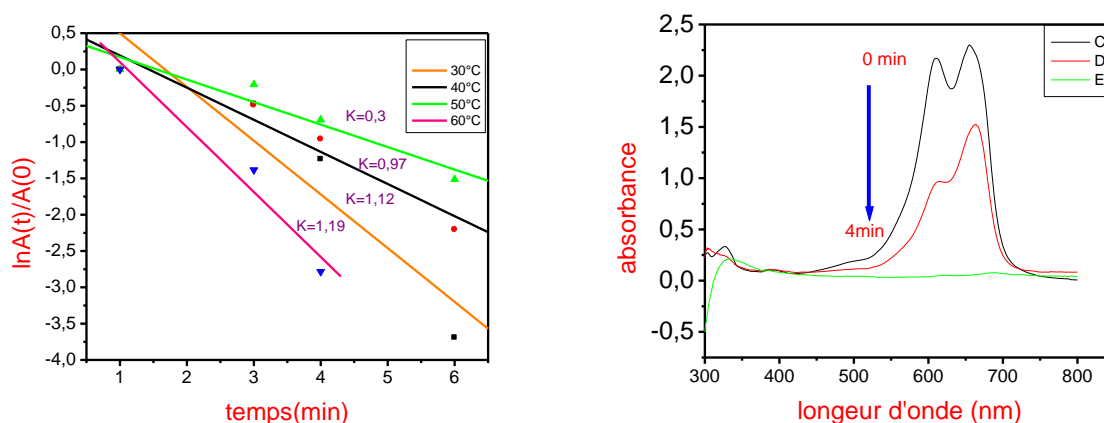 lnA(t)/A(0)
0,5
0,0
-0,5
-1,0
-1,5
-2,0
-2,5
-3,0
-3,5
-4,0
30°C
40°C
50°C
60°C
K=0,3
K=0,97
K=1,12
K=1,19
1 2 3 4 5 6
temps(min)
absorbance
2,5
2,0
1,5
1,0
0,5
0,0
-0,5
0 min
4min
C
D
E
300 400 500 600 700 800
longeur d'onde (nm)